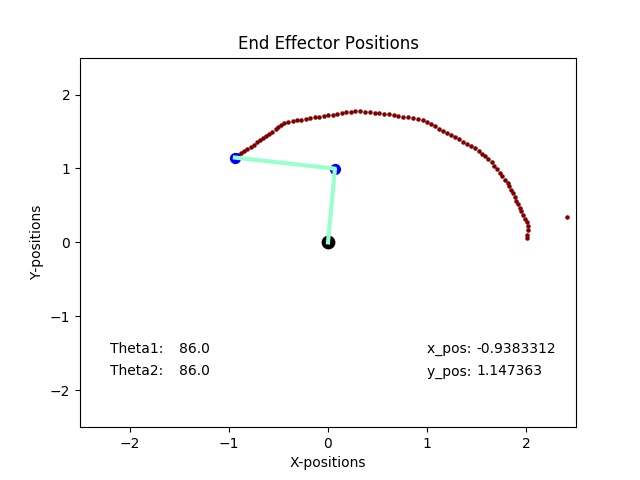 End Effector Positions
2
1
0
−1
−2
Y-positions
Theta1: 86.0
Theta2: 86.0
x_pos: -0.9383312
y_pos: 1.147363
−2 −1 0 1 2
X-positions